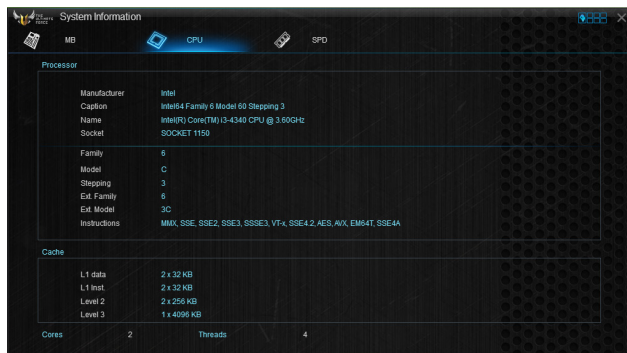 THE ULTIMATE FORCE System Information
MB CPU SPD
Processor
Manufacturer Intel
Caption Intel64 Family 6 Model 60 Stepping 3
Name Intel(R) Core(TM) i3-4340 CPU @ 3.60GHz
Socket SOCKET 1150
Family 6
Model C
Stepping 3
Ext. Family 6
Ext. Model 3C
Instructions MMX, SSE, SSE2, SSE3, SSSE3, VT-x, SSE4.2, AES, AVX, EM64T, SSE4A
Cache
L1 data 2 x 32 KB
L1 Inst. 2 x 32 KB
Level 2 2 x 256 KB
Level 3 1 x 4096 KB
Cores 2 Threads 4